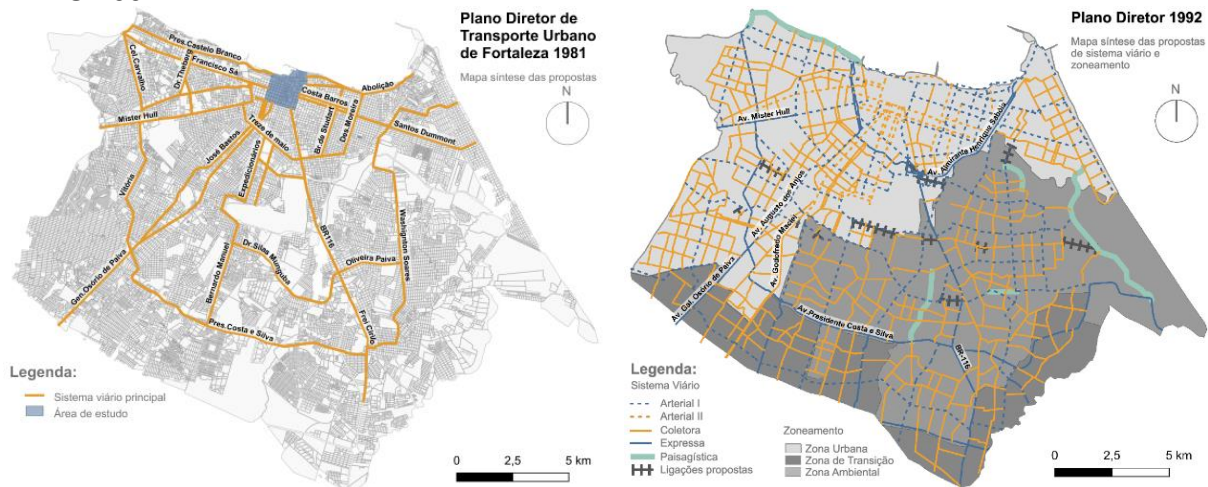 Plano Diretor de
Transporte Urbano
de Fortaleza 1981
Mapa síntese das propostas
N
Pres.Castelo Branco
Francisco Sá
Cel.Carvalho
Dr.Theberg
Mister Hull
Costa Barros
Abolição
Br.de Studart
Des.Moreira
Santos Dummont
Treze de maio
José Bastos
Expedicionários
Vitória
BR116
Washignton Soares
Gen.Osório de Paiva
Bernardo Manuel
Dr.Silas Munguba
Oliveira Paiva
Pres.Costa e Silva
Frei Cirilo
Legenda:
Sistema viário principal
Área de estudo
0 2,5 5 km
Plano Diretor 1992
Mapa síntese das propostas
de sistema viário e
zoneamento
N
Av. Mister Hull
Av. Almirante Henrique Sabóia
Av. Augusto dos Anjos
Av. Godofredo Maciel
Av. Gal. Osório de Paiva
Av.Presidente Costa e Silva
BR-116
Legenda:
Sistema Viário
Arterial I
Arterial II
Coletora
Expressa
Paisagística
Ligações propostas
Zoneamento
Zona Urbana
Zona de Transição
Zona Ambiental
0 2,5 5 km